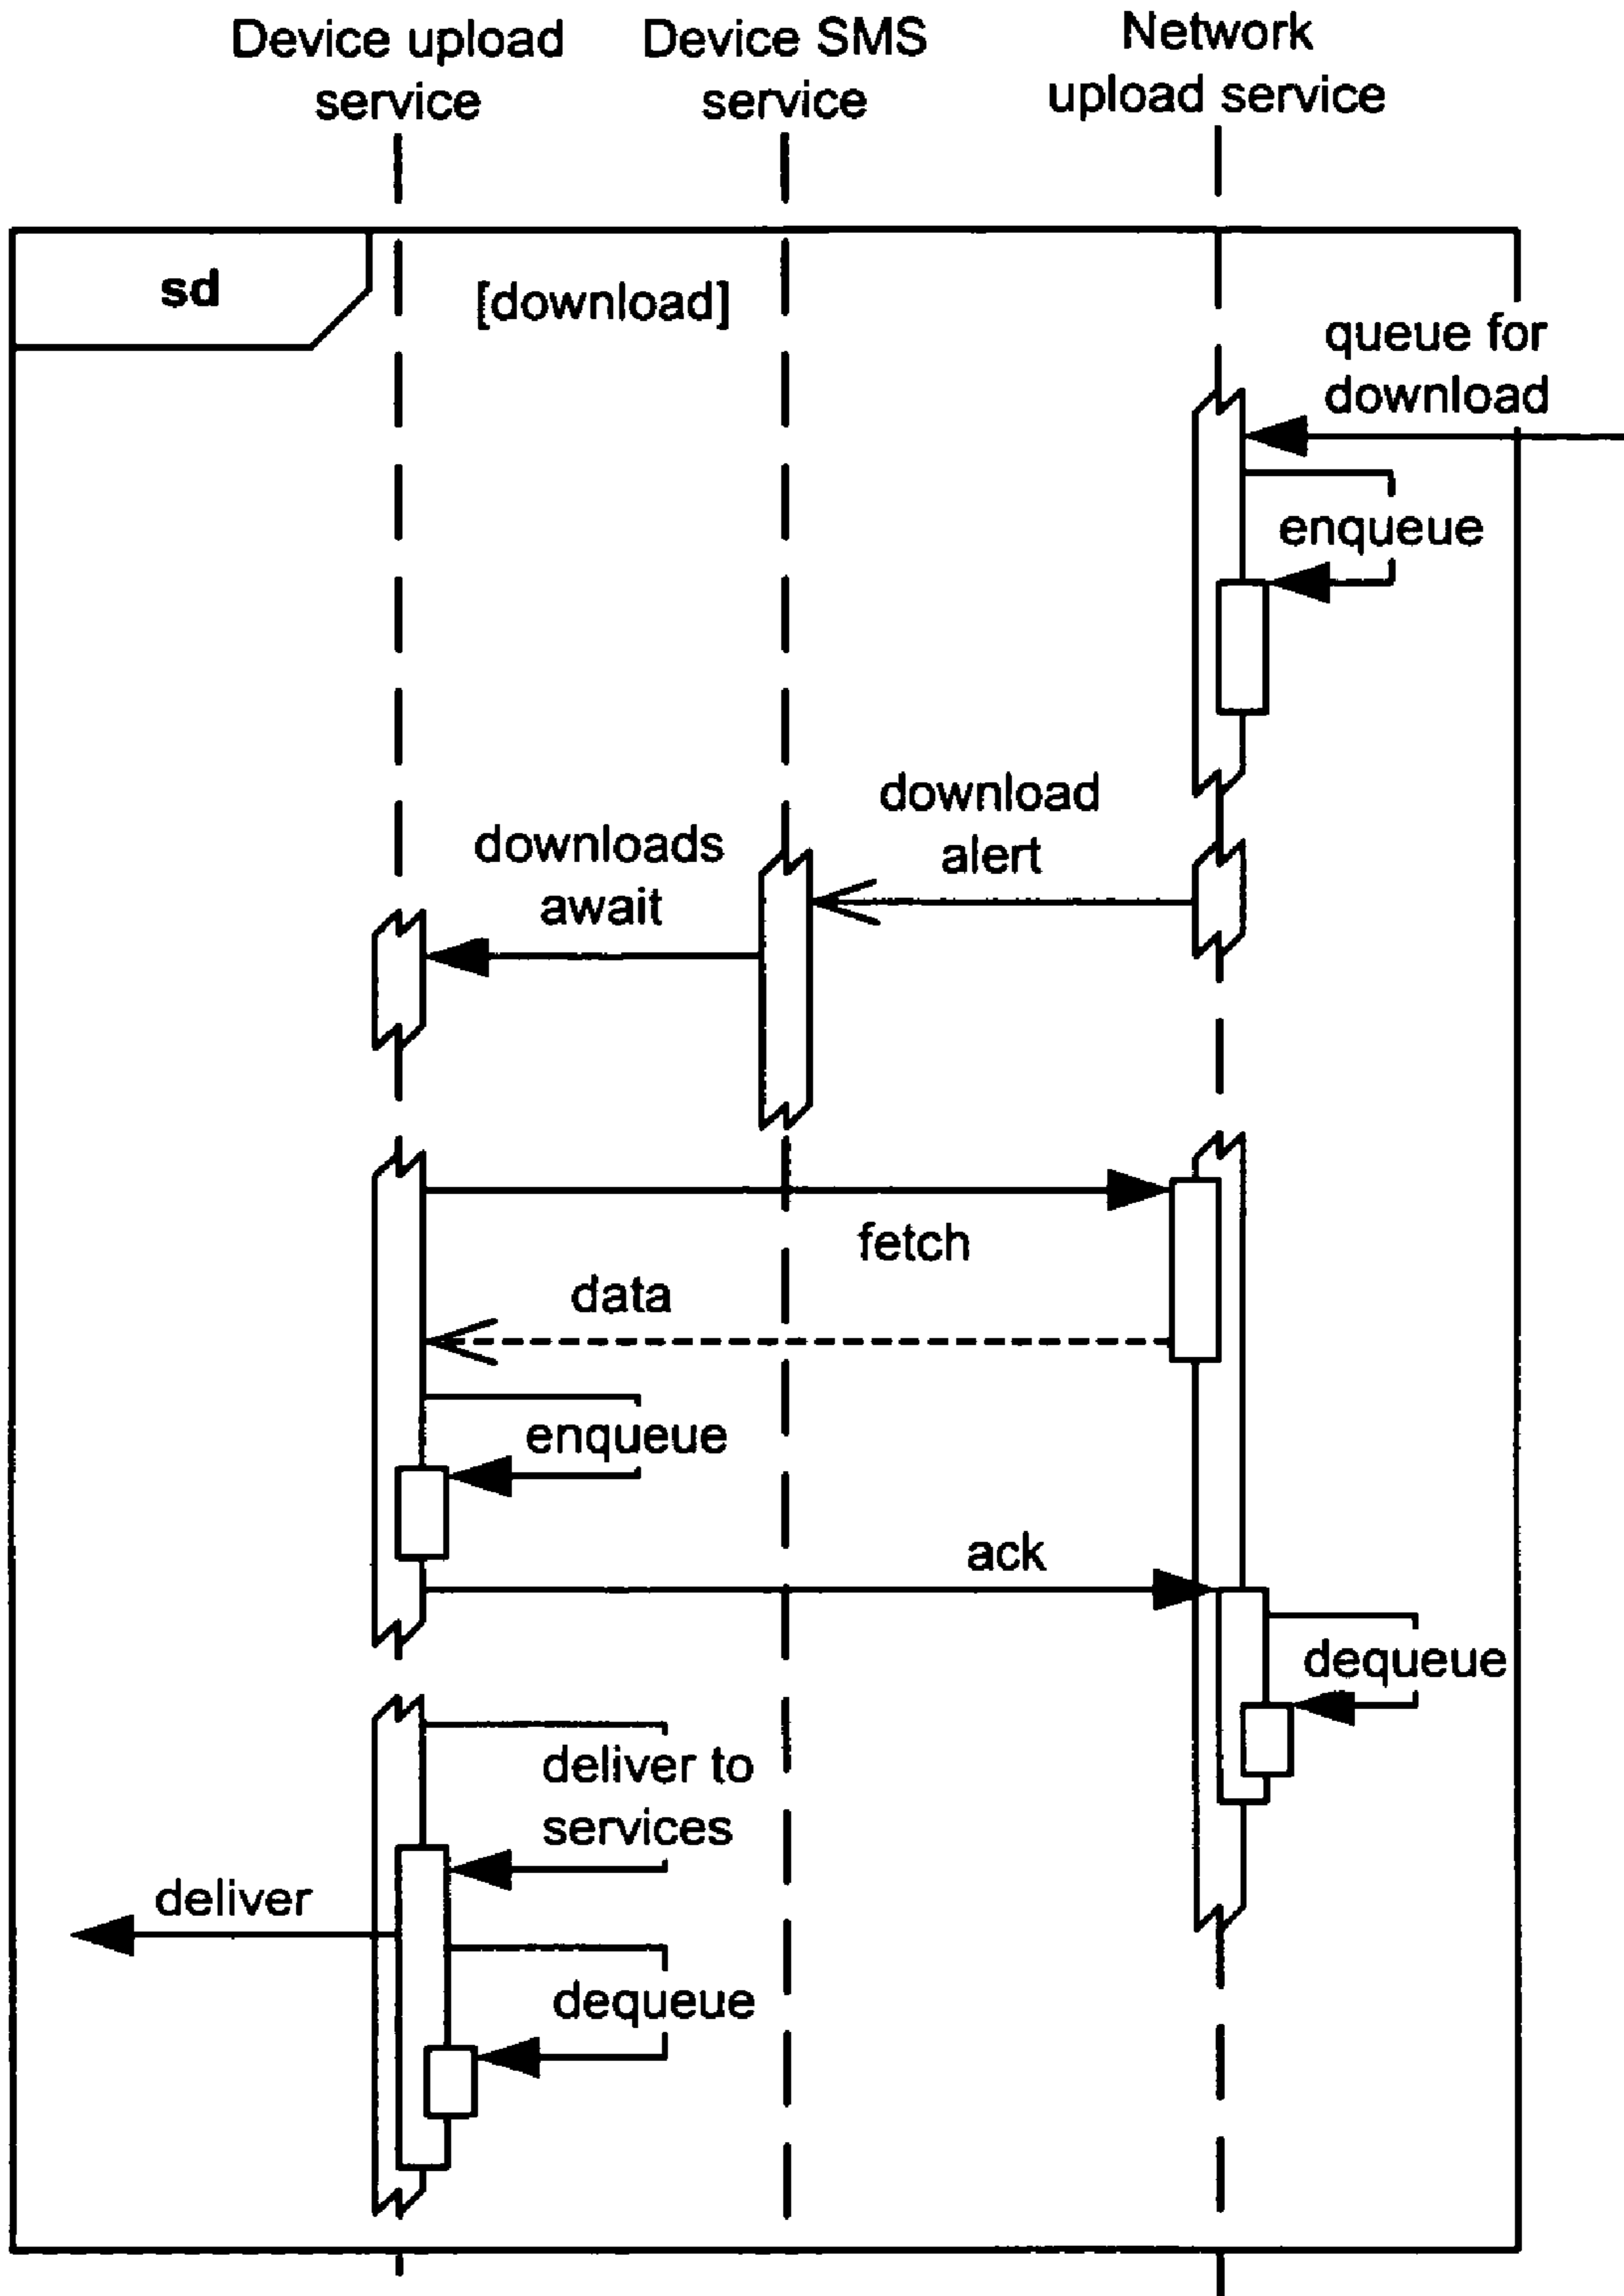 Device upload
service
Device SMS
service
Network
upload service
sd
[download]
queue for
download
enqueue
download
alert
downloads
await
fetch
data
enqueue
ack
dequeue
deliver to
services
deliver
dequeue